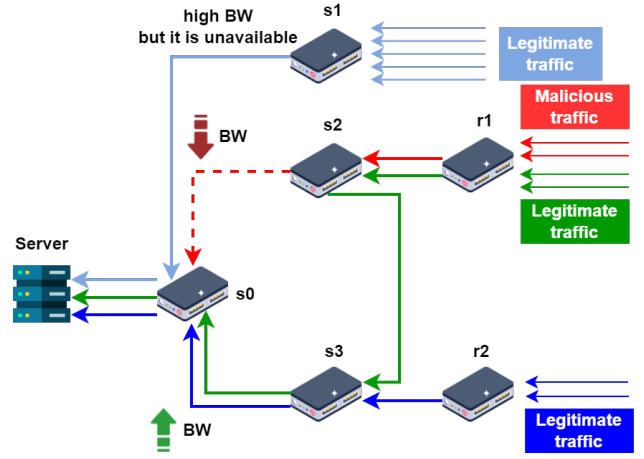 high BW
but it is unavailable
s1
Legitimate
traffic
Malicious
traffic
BW
s2
r1
Legitimate
traffic
Server
s0
s3
r2
BW
Legitimate
traffic